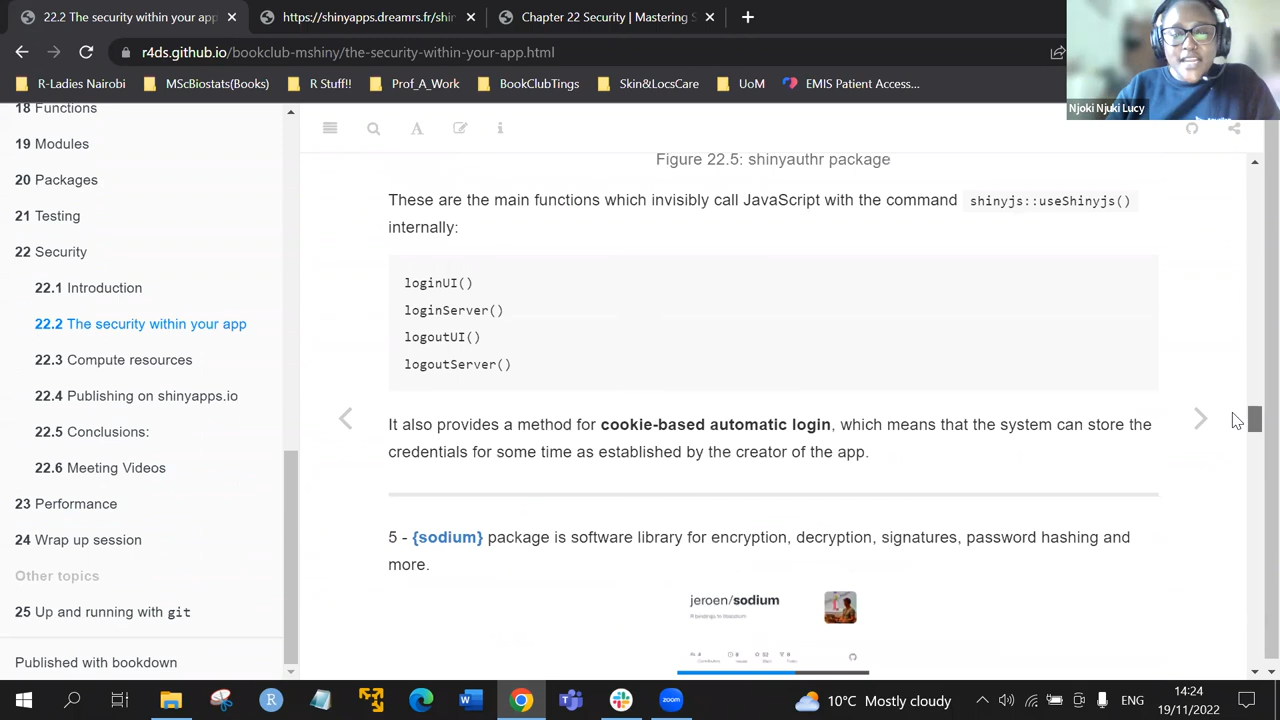 22.2 The security within your app
https://shinyapps.dreamrs.fr/shin
Chapter 22 Security | Mastering S
r4ds.github.io/bookclub-mshiny/the-security-within-your-app.html
R-Ladies Nairobi
MScBiostats(Books)
R Stuff!!
Prof_A_Work
BookClubTings
Skin&LocsCare
UoM
EMIS Patient Access...
Njoki Njuki Lucy
18 Functions
19 Modules
20 Packages
21 Testing
22 Security
22.1 Introduction
22.2 The security within your app
22.3 Compute resources
22.4 Publishing on shinyapps.io
22.5 Conclusions:
22.6 Meeting Videos
23 Performance
24 Wrap up session
Other topics
25 Up and running with git
Published with bookdown
Figure 22.5: shinyauthr package
These are the main functions which invisibly call JavaScript with the command shinyjs::useShinyjs()
internally:
loginUI()
loginServer()
logoutUI()
logoutServer()
It also provides a method for cookie-based automatic login, which means that the system can store the
credentials for some time as established by the creator of the app.
5 - {sodium} package is software library for encryption, decryption, signatures, password hashing and
more.
jeroen/sodium
10°C Mostly cloudy
ENG
14:24
19/11/2022